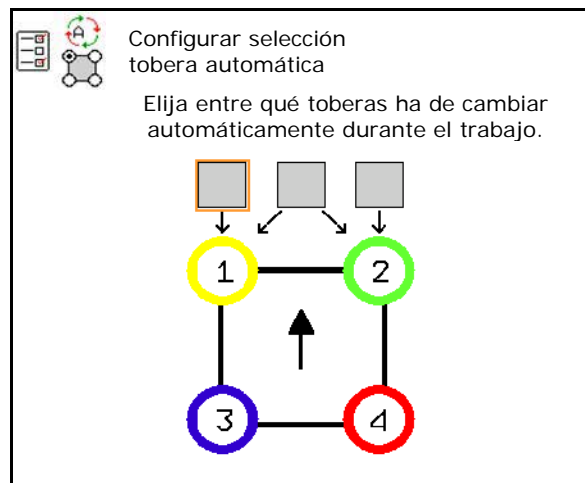 A
Configurar selección
tobera automática
Elija entre qué toberas ha de cambiar
automáticamente durante el trabajo.
1
2
3
4